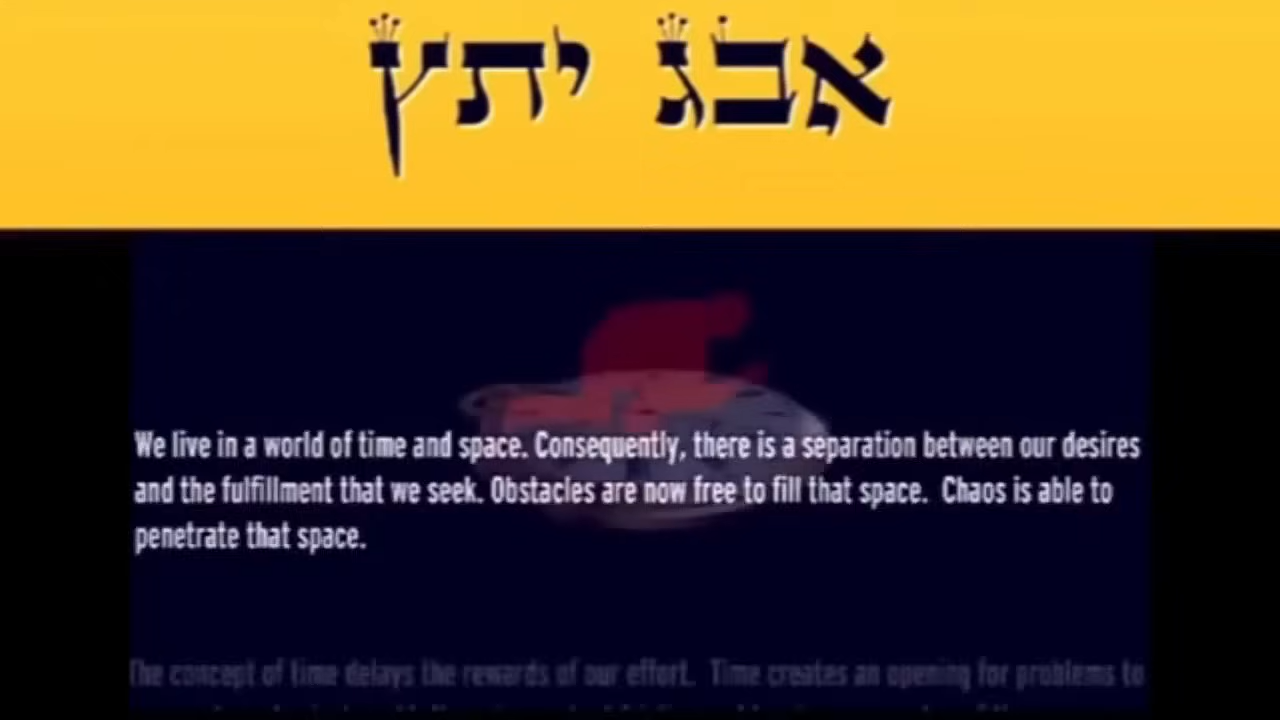 אבג יתץ
We live in a world of time and space. Consequently, there is a separation between our desires
and the fulfillment that we seek. Obstacles are now free to fill that space. Chaos is able to
penetrate that space.
The concept of time delays the rewards of our effort. Time creates an opening for problems to